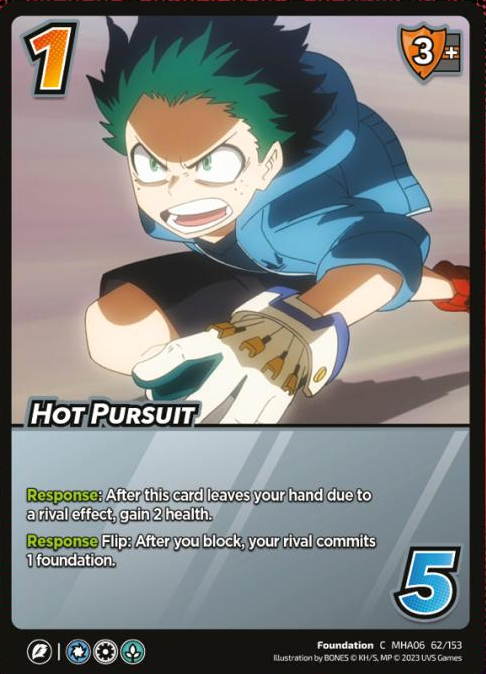 1
3 +
HOT PURSUIT
Response: After this card leaves your hand due to
a rival effect, gain 2 health.
Response Flip: After you block, your rival commits
1 foundation.
5
Foundation C MHA06 62/153
Illustration by BONES © KH/S, MP © 2023 UVS Games